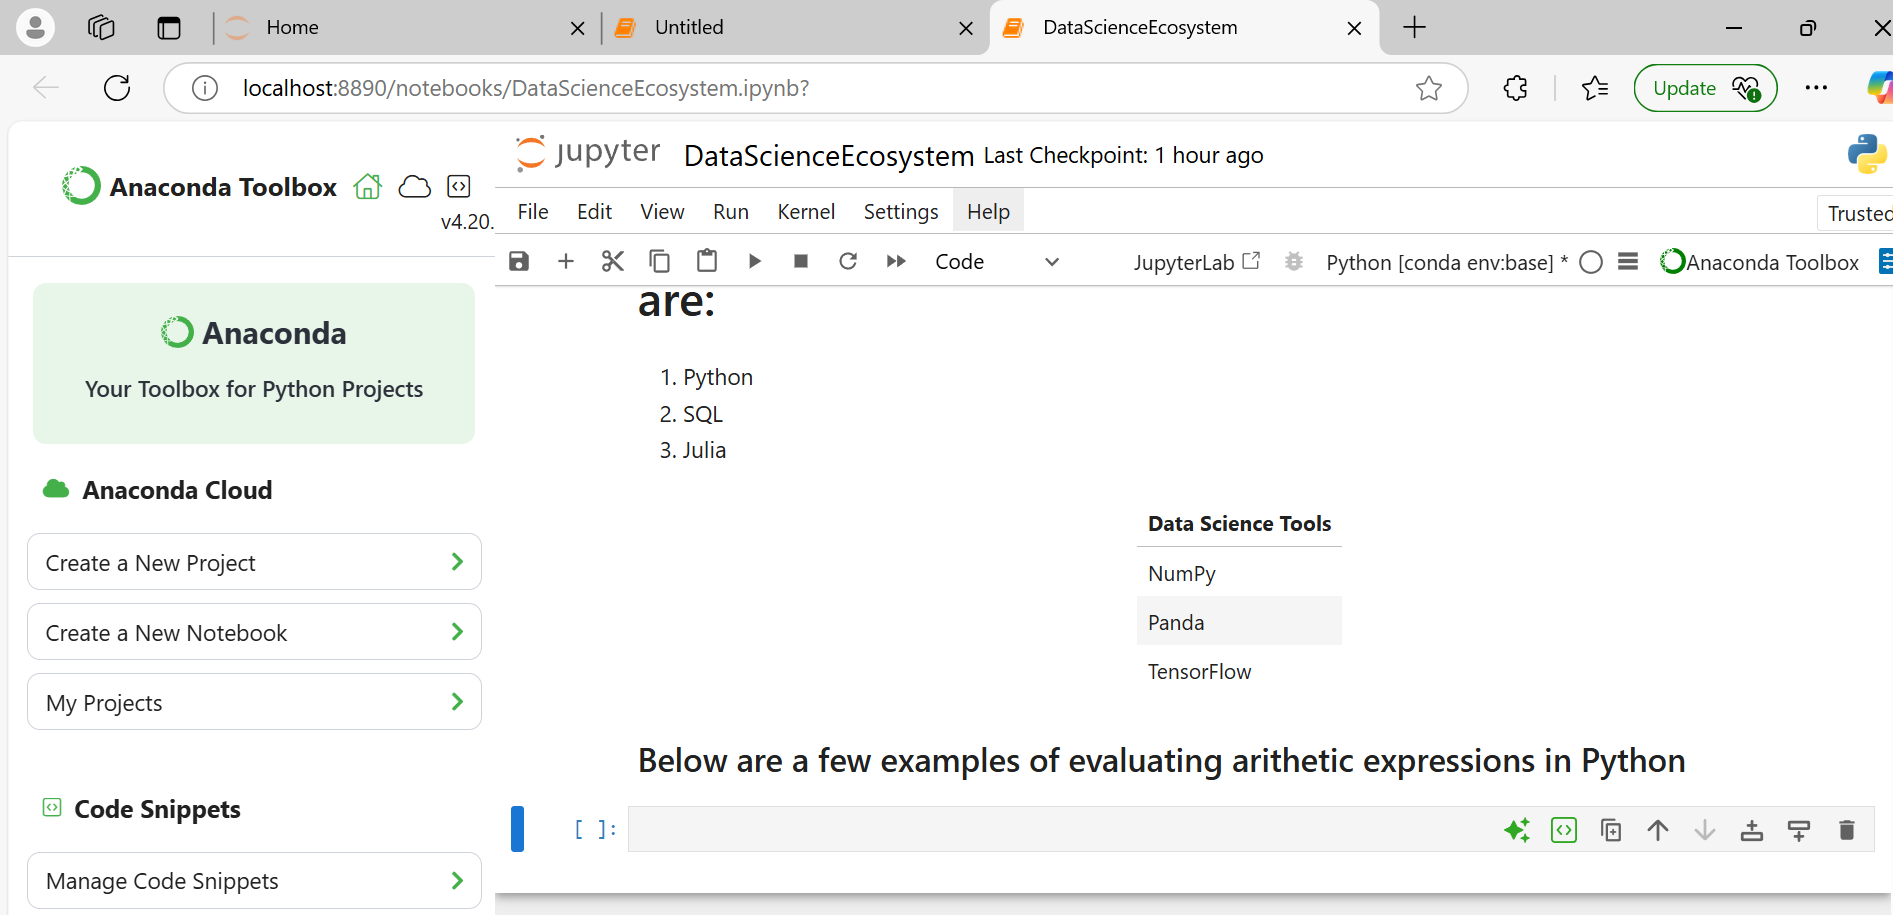 Home
Untitled
DataScienceEcosystem
localhost:8890/notebooks/DataScienceEcosystem.ipynb?
Update
Anaconda Toolbox
v4.20.
Anaconda
Your Toolbox for Python Projects
Anaconda Cloud
Create a New Project
Create a New Notebook
My Projects
Code Snippets
Manage Code Snippets
jupyter DataScienceEcosystem Last Checkpoint: 1 hour ago
File Edit View Run Kernel Settings Help
Trusted
Code JupyterLab Python [conda env:base] * Anaconda Toolbox
are:
1. Python
2. SQL
3. Julia
Data Science Tools
NumPy
Panda
TensorFlow
Below are a few examples of evaluating arithetic expressions in Python
[ ]: